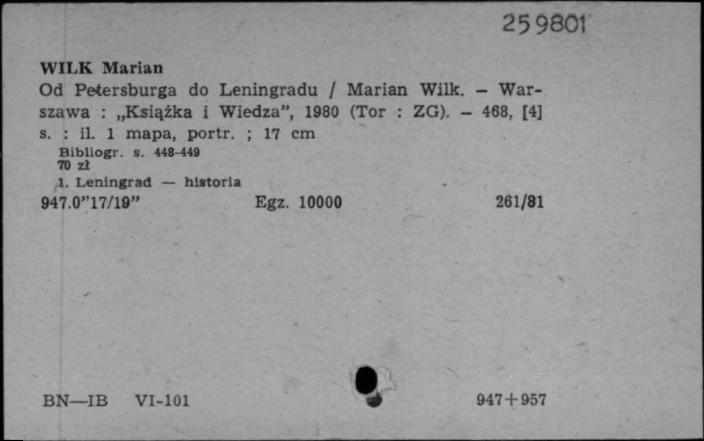 259801
WILK Marian
Od Petersburga do Leningradu / Marian Wilk. — War-
szawa : „Książka i Wiedza”, 1980 (Tor : ZG). — 468, [4]
s. : il. 1 mapa, portr. ; 17 cm
Bibliogr. s. 448-449
70 zł
1. Leningrad — historia
947.0”17/19” Egz. 10000 261/81
BN—IB VI-101 947+957